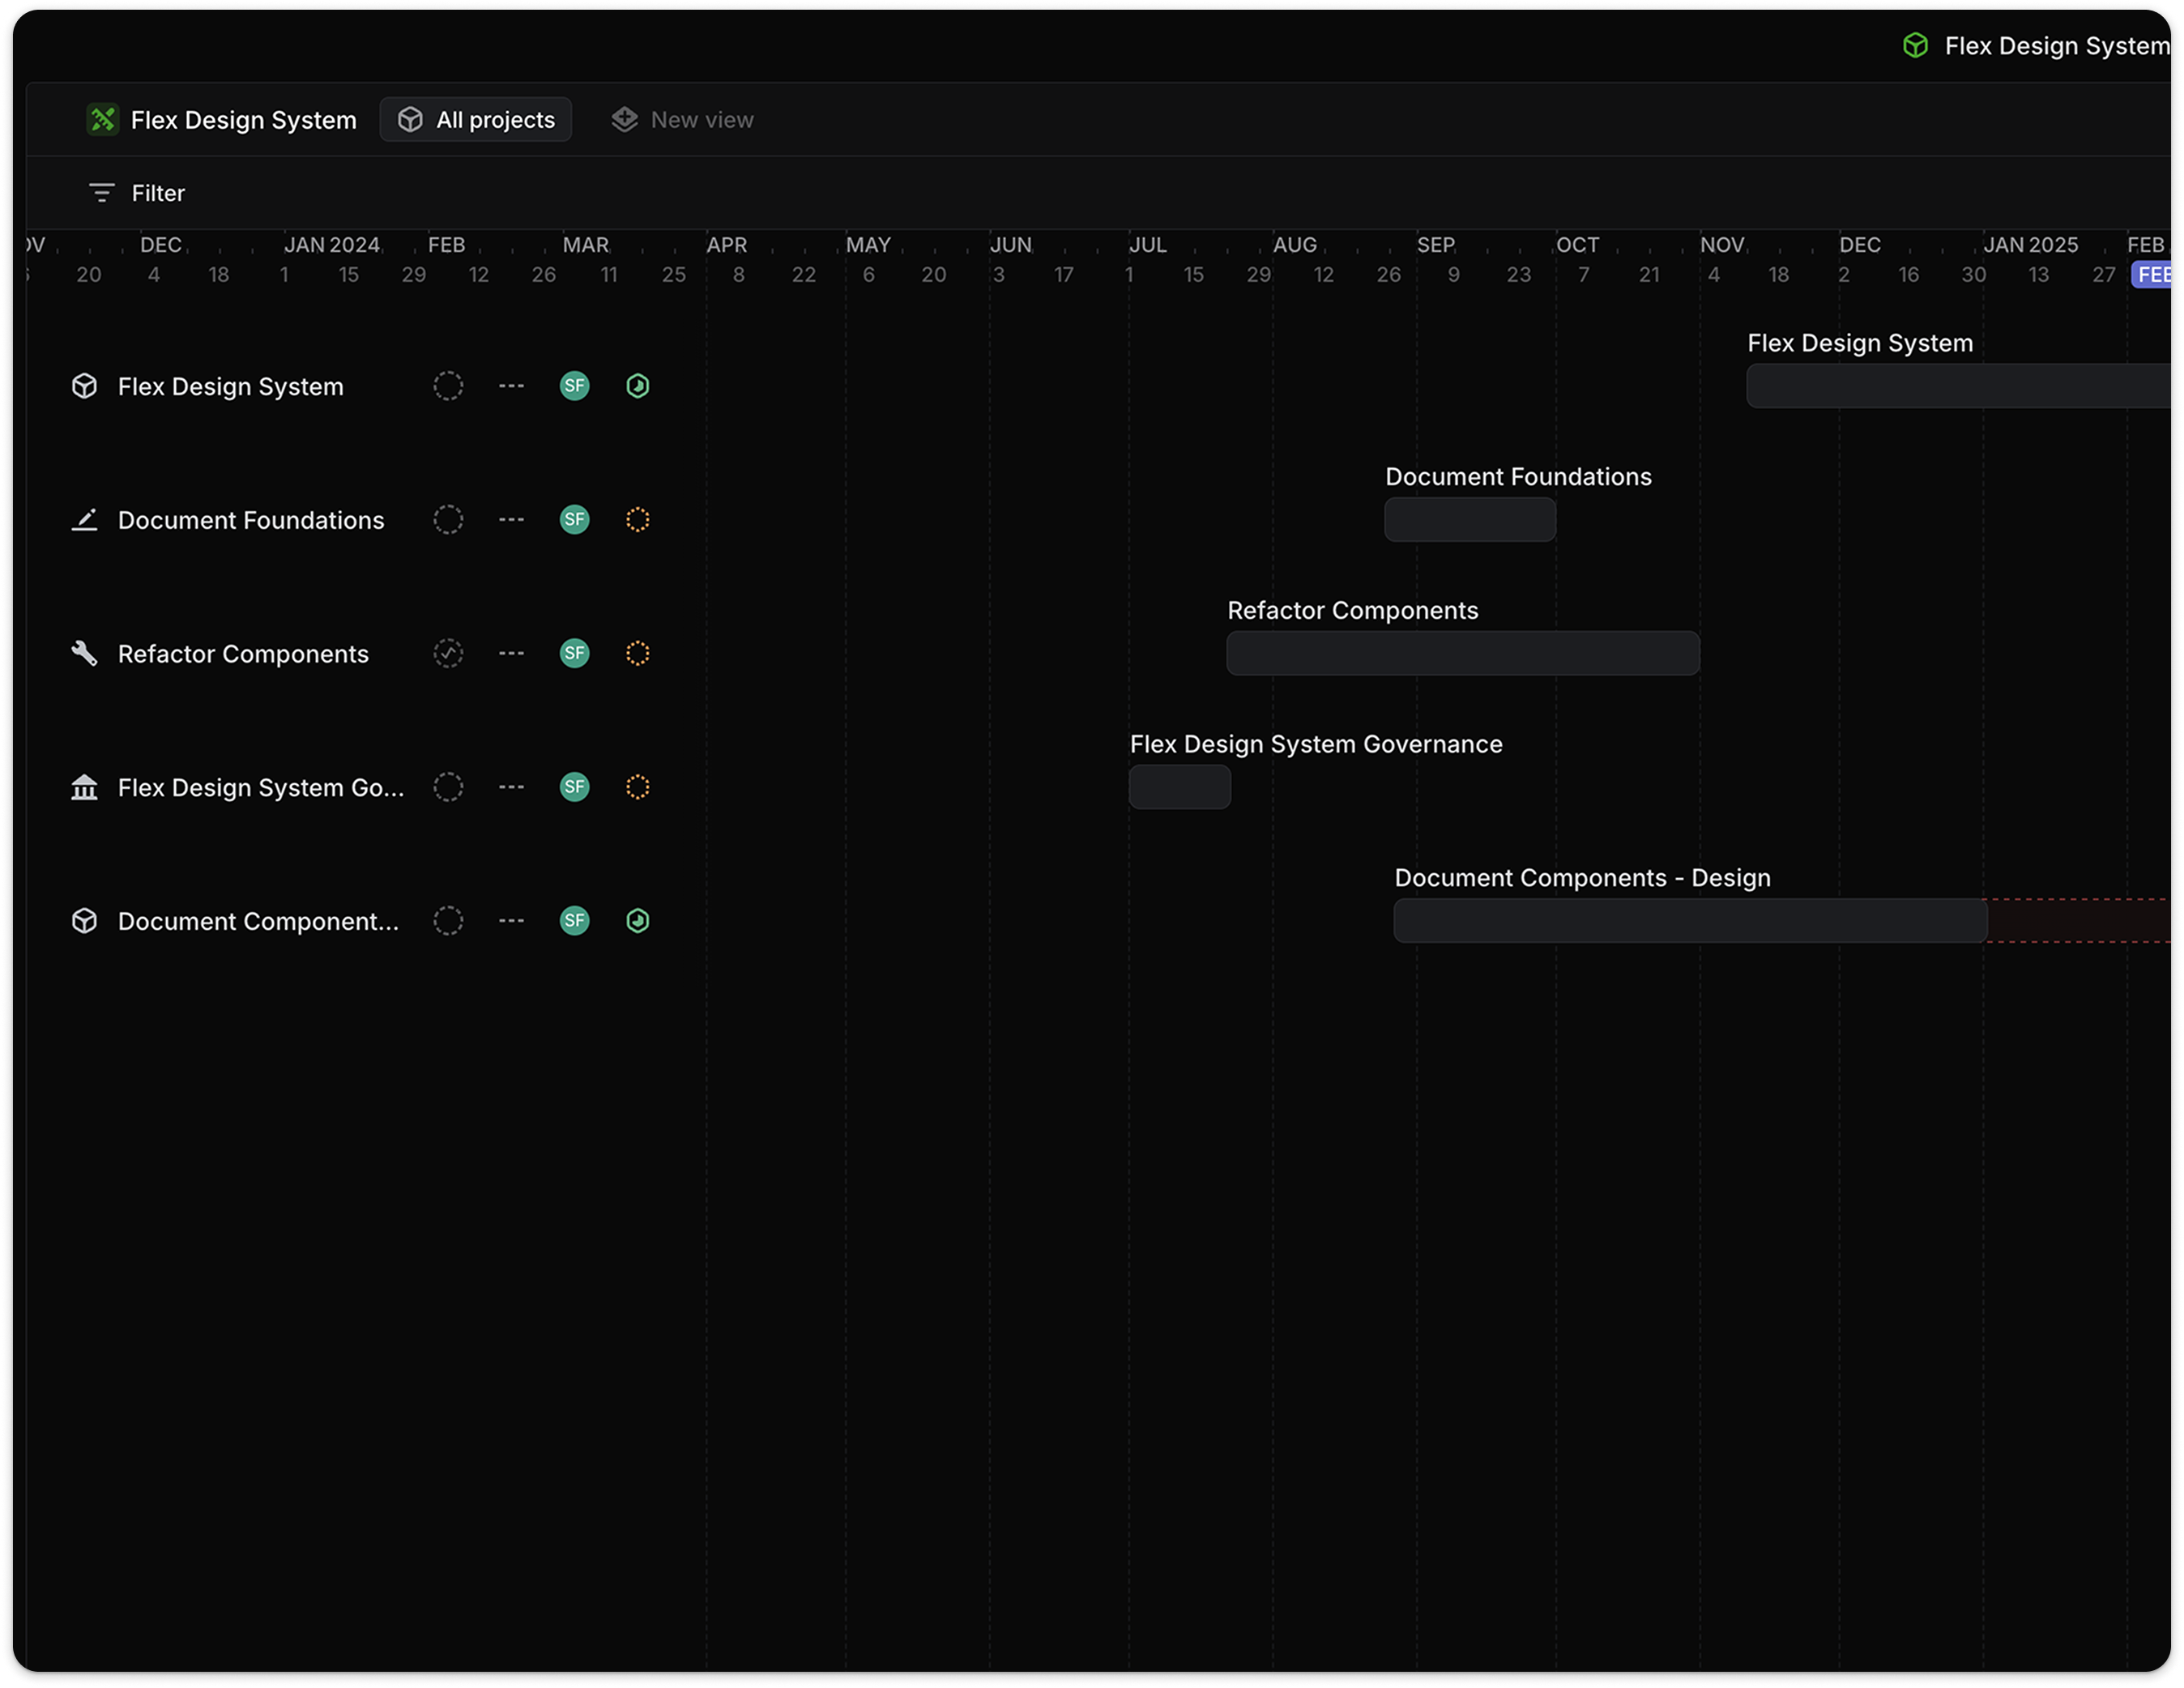 Flex Design System
Flex Design System All projects New view
Filter
DEC JAN 2024 FEB MAR APR MAY JUN JUL AUG SEP OCT NOV DEC JAN 2025 FEB
20 4 18 1 15 29 12 26 11 25 8 22 6 20 3 17 1 15 29 12 26 9 23 7 21 4 18 2 16 30 13 27
Flex Design System
Flex Design System --- SF
Document Foundations
Document Foundations --- SF
Refactor Components
Refactor Components --- SF
Flex Design System Governance
Flex Design System Go... --- SF
Document Components - Design
Document Component... --- SF